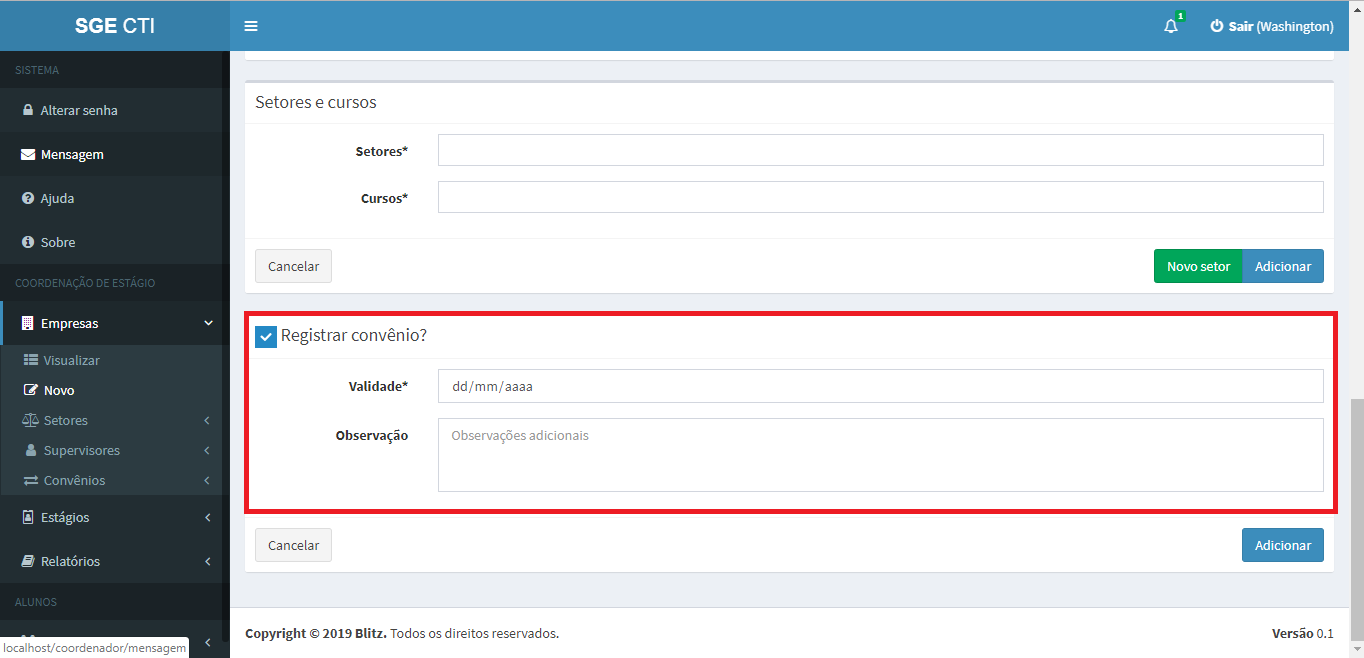 SGE CTI
1
Sair (Washington)
SISTEMA
Alterar senha
Mensagem
Ajuda
Sobre
COORDENAÇÃO DE ESTÁGIO
Empresas
Visualizar
Novo
Setores
Supervisores
Convênios
Estágios
Relatórios
ALUNOS
localhost/coordenador/mensagem
Setores e cursos
Setores*
Cursos*
Cancelar
Novo setor
Adicionar
Registrar convênio?
Validade*
dd/mm/aaaa
Observação
Observações adicionais
Cancelar
Adicionar
Copyright © 2019 Blitz. Todos os direitos reservados.
Versão 0.1